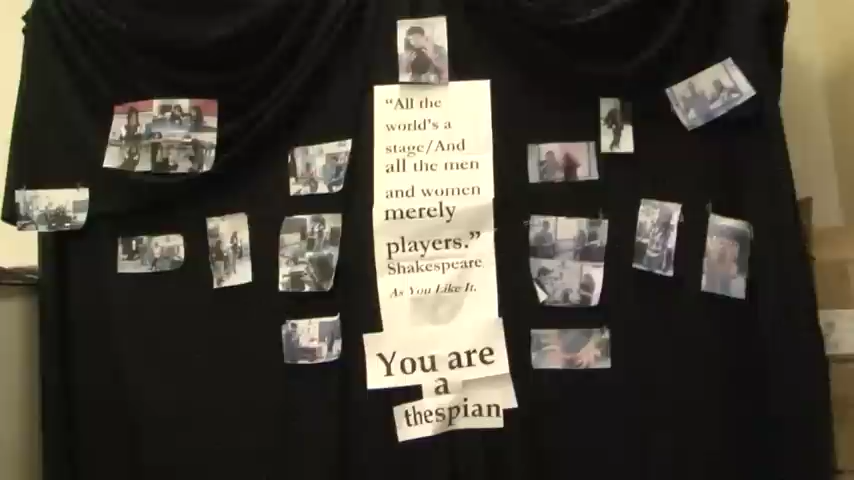 “All the
world's a
stage/And
all the men
and women
merely
players.”
Shakespeare
As You Like It.
You are
a
thespian